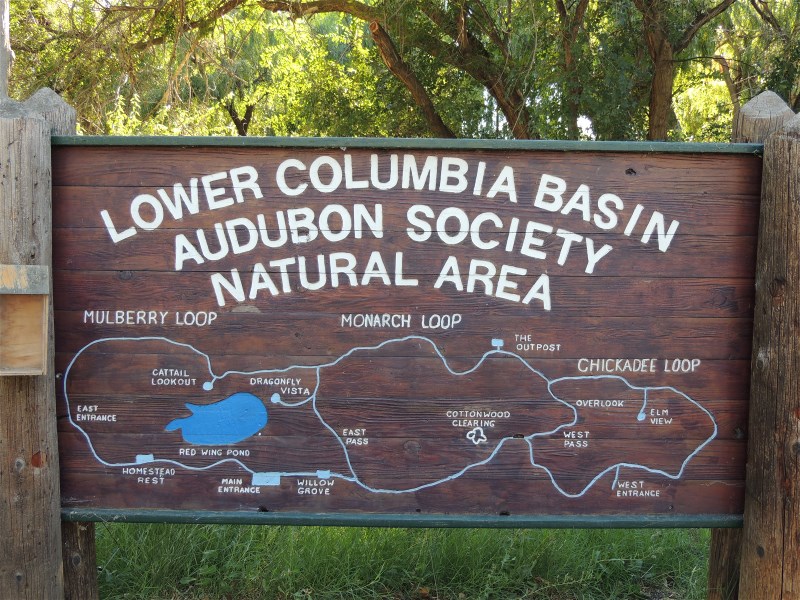 LOWER COLUMBIA BASIN
AUDUBON SOCIETY
NATURAL AREA
MULBERRY LOOP
MONARCH LOOP
CHICKADEE LOOP
THE
OUTPOST
CATTAIL
LOOKOUT
DRAGONFLY
VISTA
OVERLOOK
ELM
VIEW
EAST
ENTRANCE
COTTONWOOD
CLEARING
EAST
PASS
WEST
PASS
RED WING POND
HOMESTEAD
REST
MAIN
ENTRANCE
WILLOW
GROVE
WEST
ENTRANCE